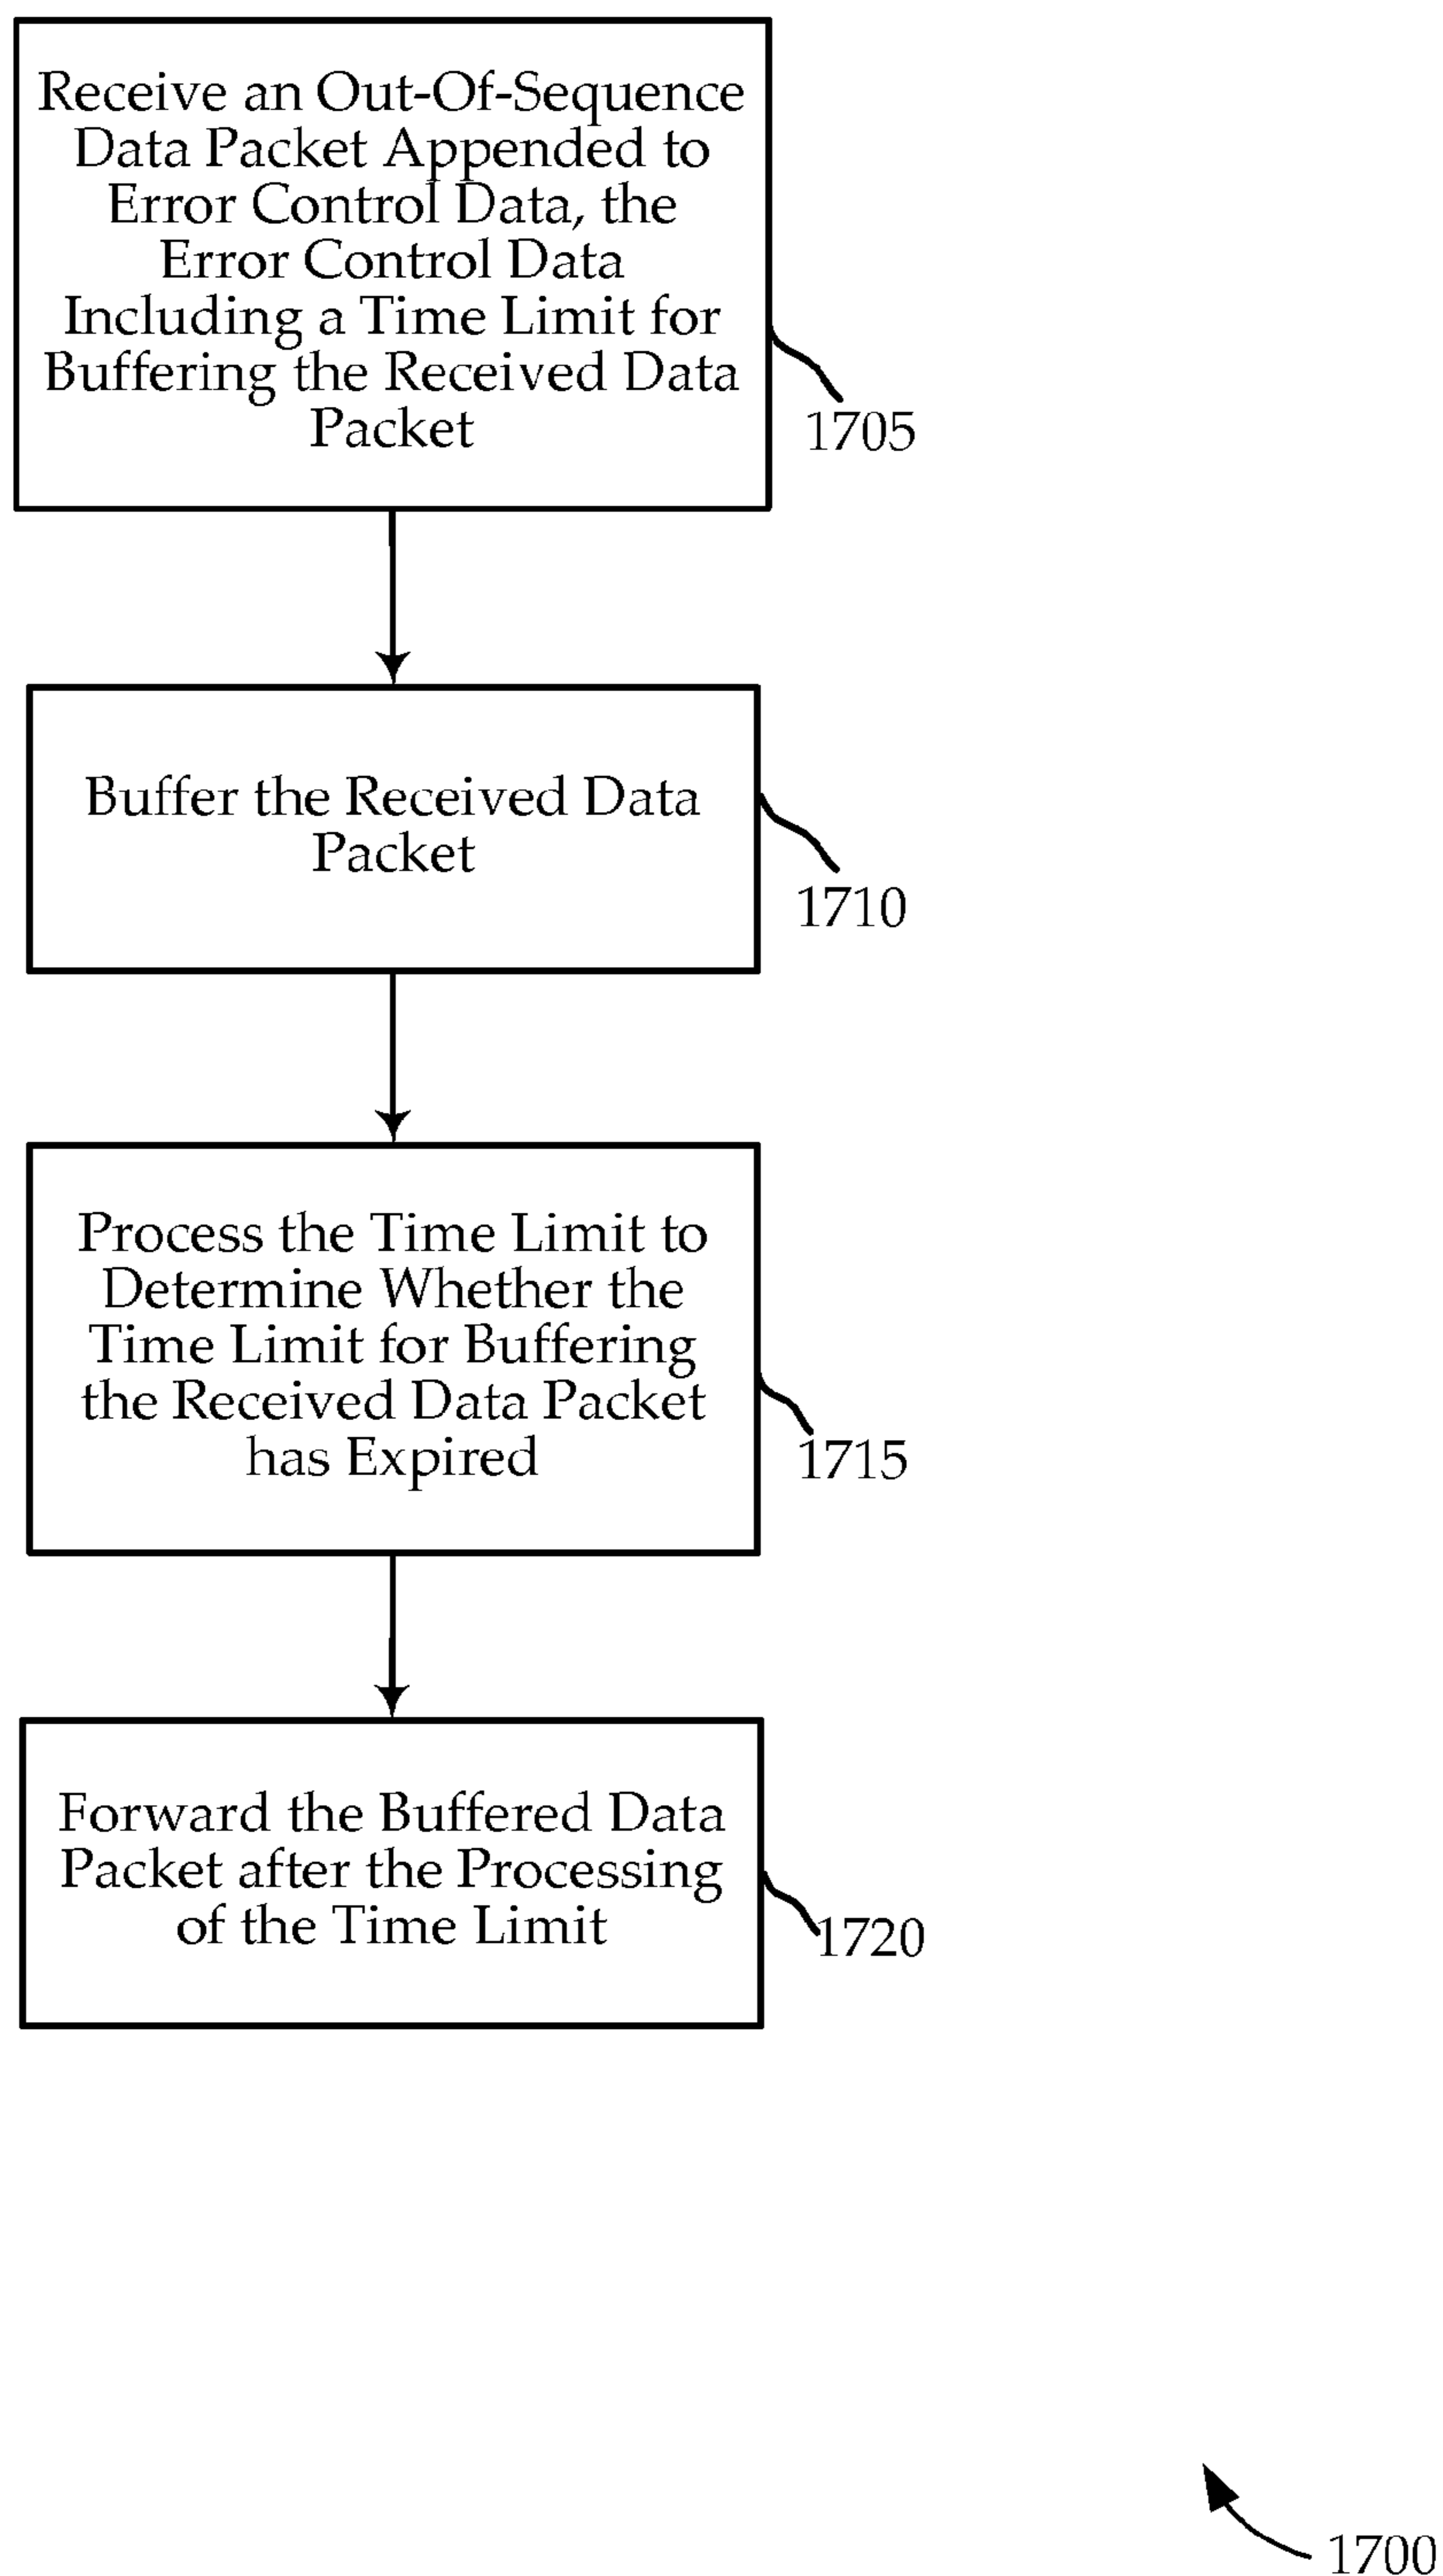 Receive an Out-Of-Sequence
Data Packet Appended to
Error Control Data, the
Error Control Data
Including a Time Limit for
Buffering the Received Data
Packet
1705
Buffer the Received Data
Packet
1710
Process the Time Limit to
Determine Whether the
Time Limit for Buffering
the Received Data Packet
has Expired
1715
Forward the Buffered Data
Packet after the Processing
of the Time Limit
1720
1700